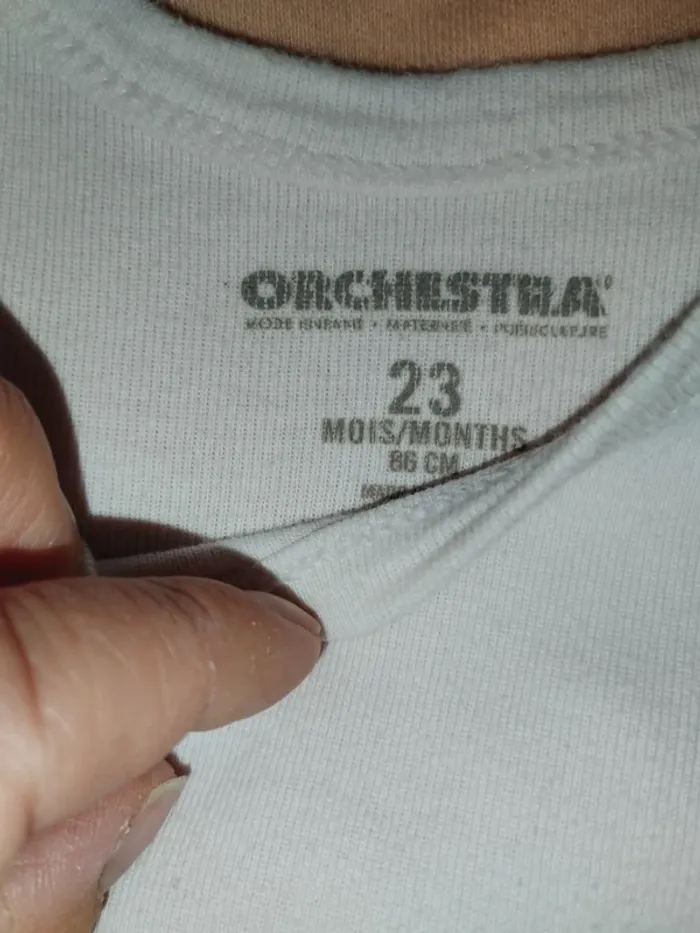 ORCHESTRA®
MODE ENFANT • MATERNITÉ • PUÉRICULTURE
23
MOIS/MONTHS
86 CM